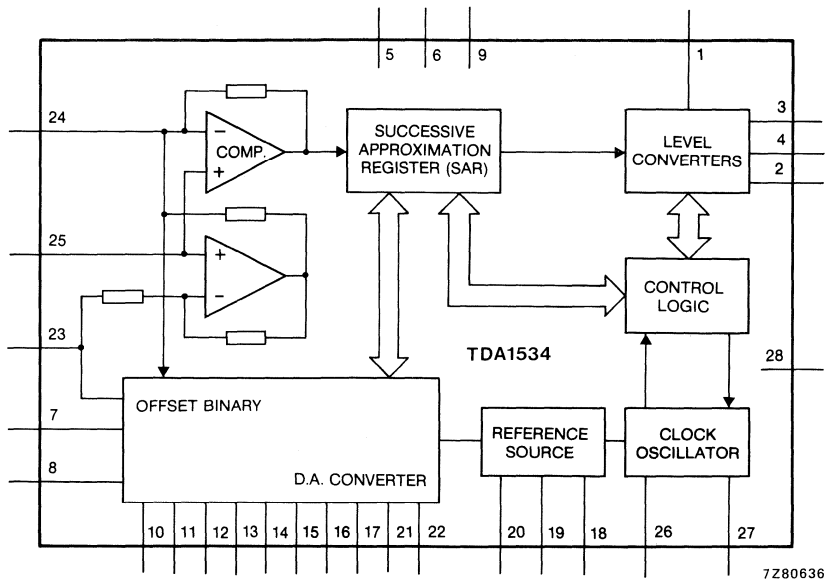 5 6 9 1
24
3
− COMP. +
SUCCESSIVE
APPROXIMATION
REGISTER (SAR)
LEVEL
CONVERTERS
4
2
25
+ −
CONTROL
LOGIC
23
TDA1534
28
OFFSET BINARY
7
REFERENCE
SOURCE
CLOCK
OSCILLATOR
8
D.A. CONVERTER
10 11 12 13 14 15 16 17 21 22 20 19 18 26 27
7Z80636